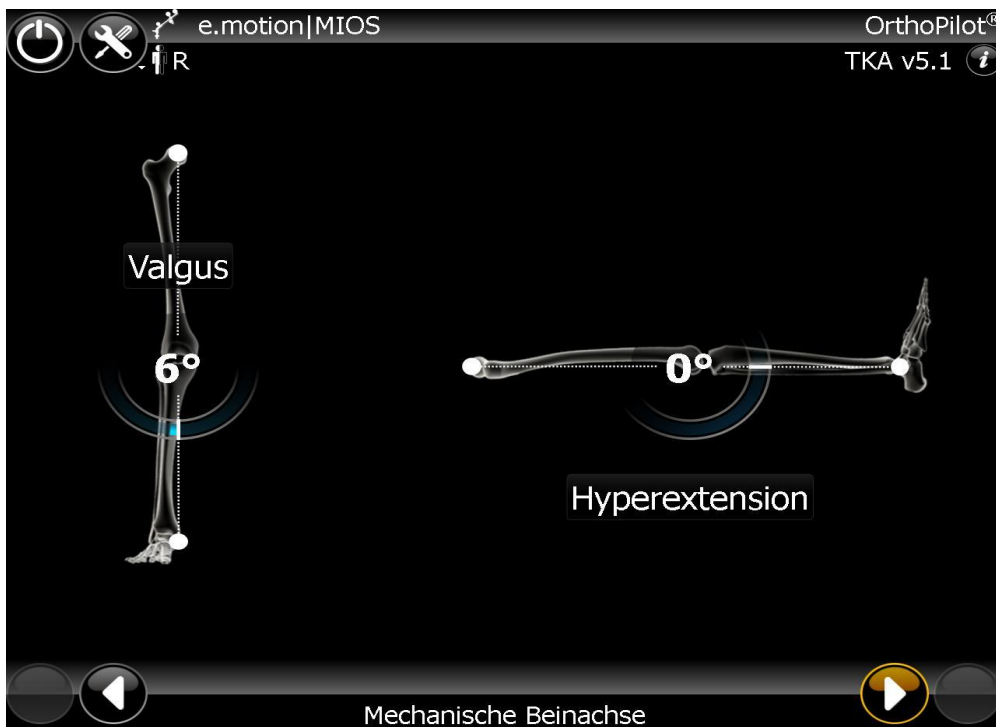 e.motion|MIOS
OrthoPilot®
R
TKA v5.1
i
Valgus
6°
0°
Hyperextension
Mechanische Beinachse